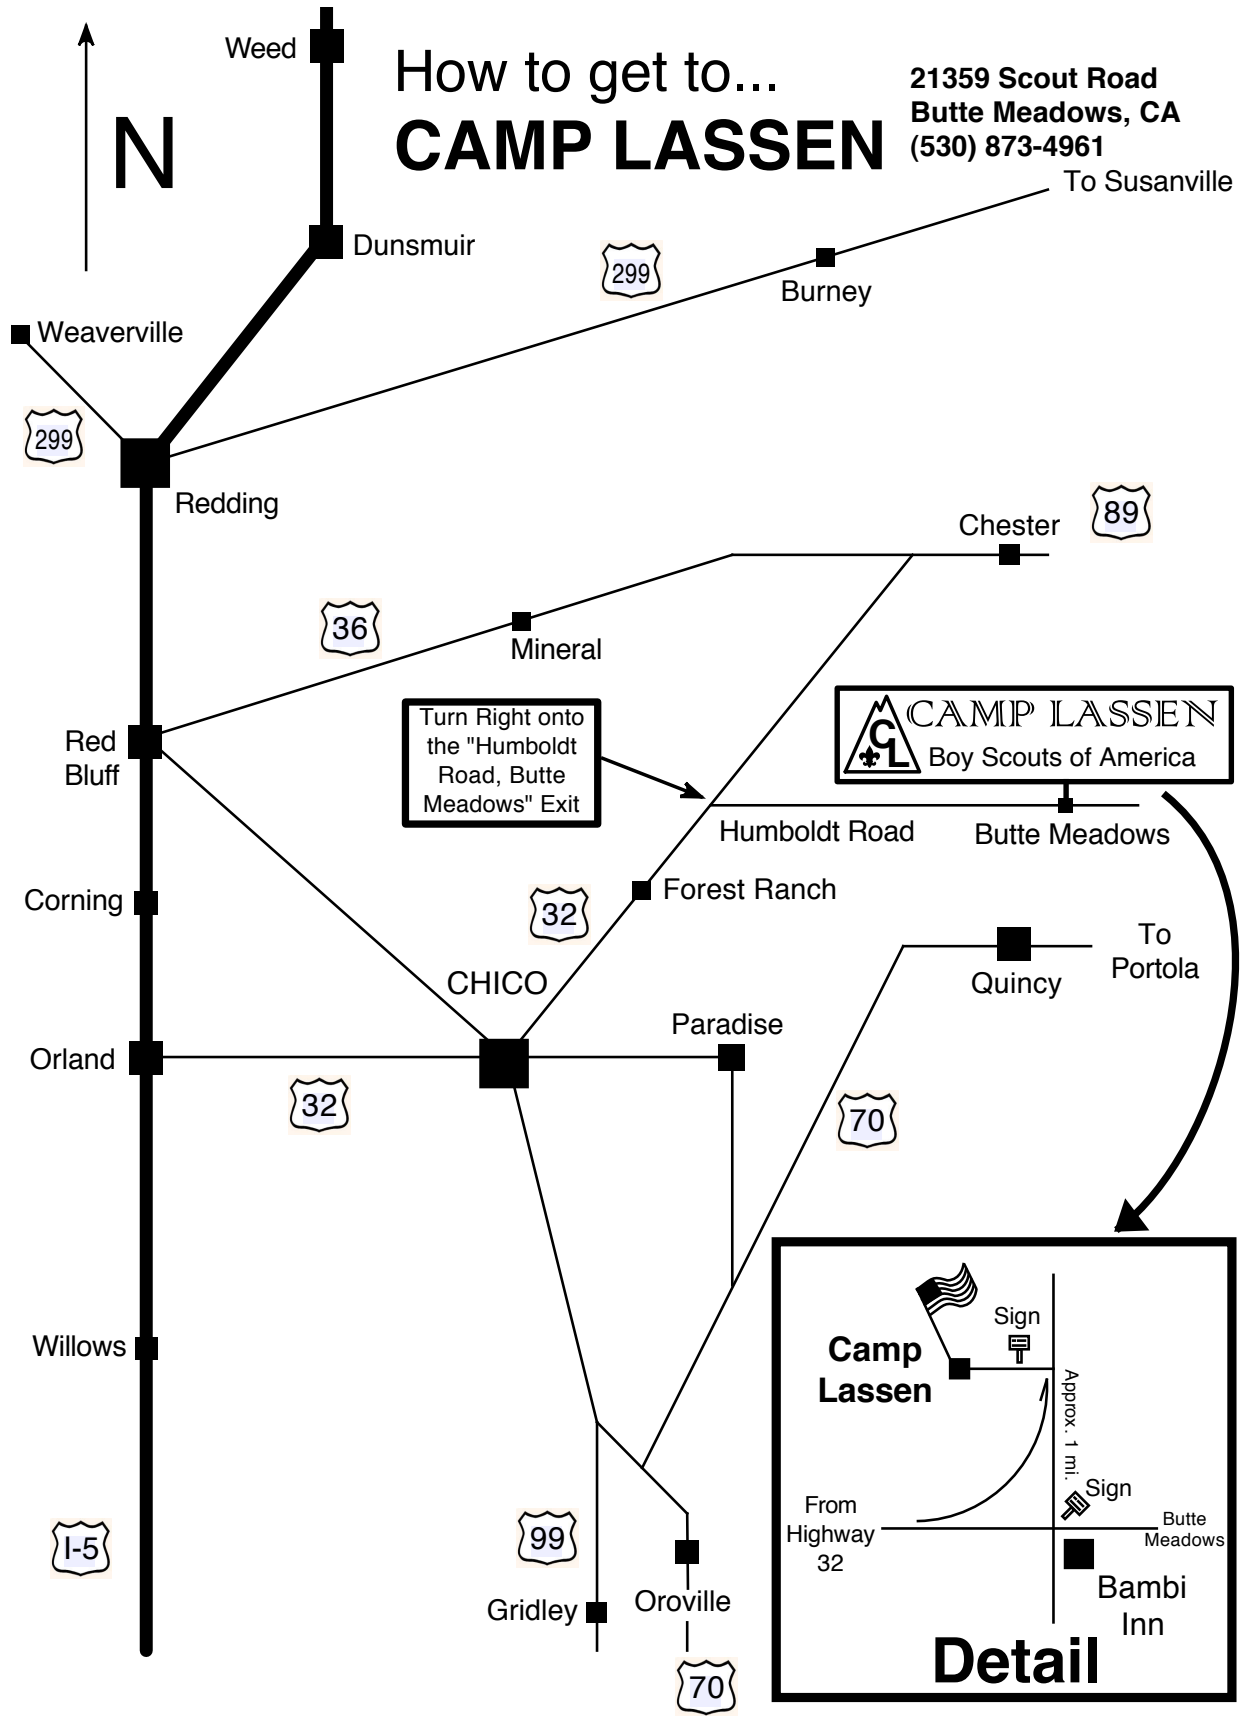 Weed
How to get to...
CAMP LASSEN
21359 Scout Road
Butte Meadows, CA
(530) 873-4961
N
To Susanville
Dunsmuir
299
Burney
Weaverville
299
Redding
Chester
89
36
Mineral
Turn Right onto
the "Humboldt
Road, Butte
Meadows" Exit
CAMP LASSEN
C
L
Boy Scouts of America
Red
Bluff
Humboldt Road
Butte Meadows
Corning
32
Forest Ranch
To
Portola
CHICO
Quincy
Paradise
Orland
32
70
Willows
Sign
Camp
Lassen
Approx. 1 mi.
Sign
From
Highway
32
Butte
Meadows
I-5
99
Bambi
Inn
Gridley
Oroville
Detail
70